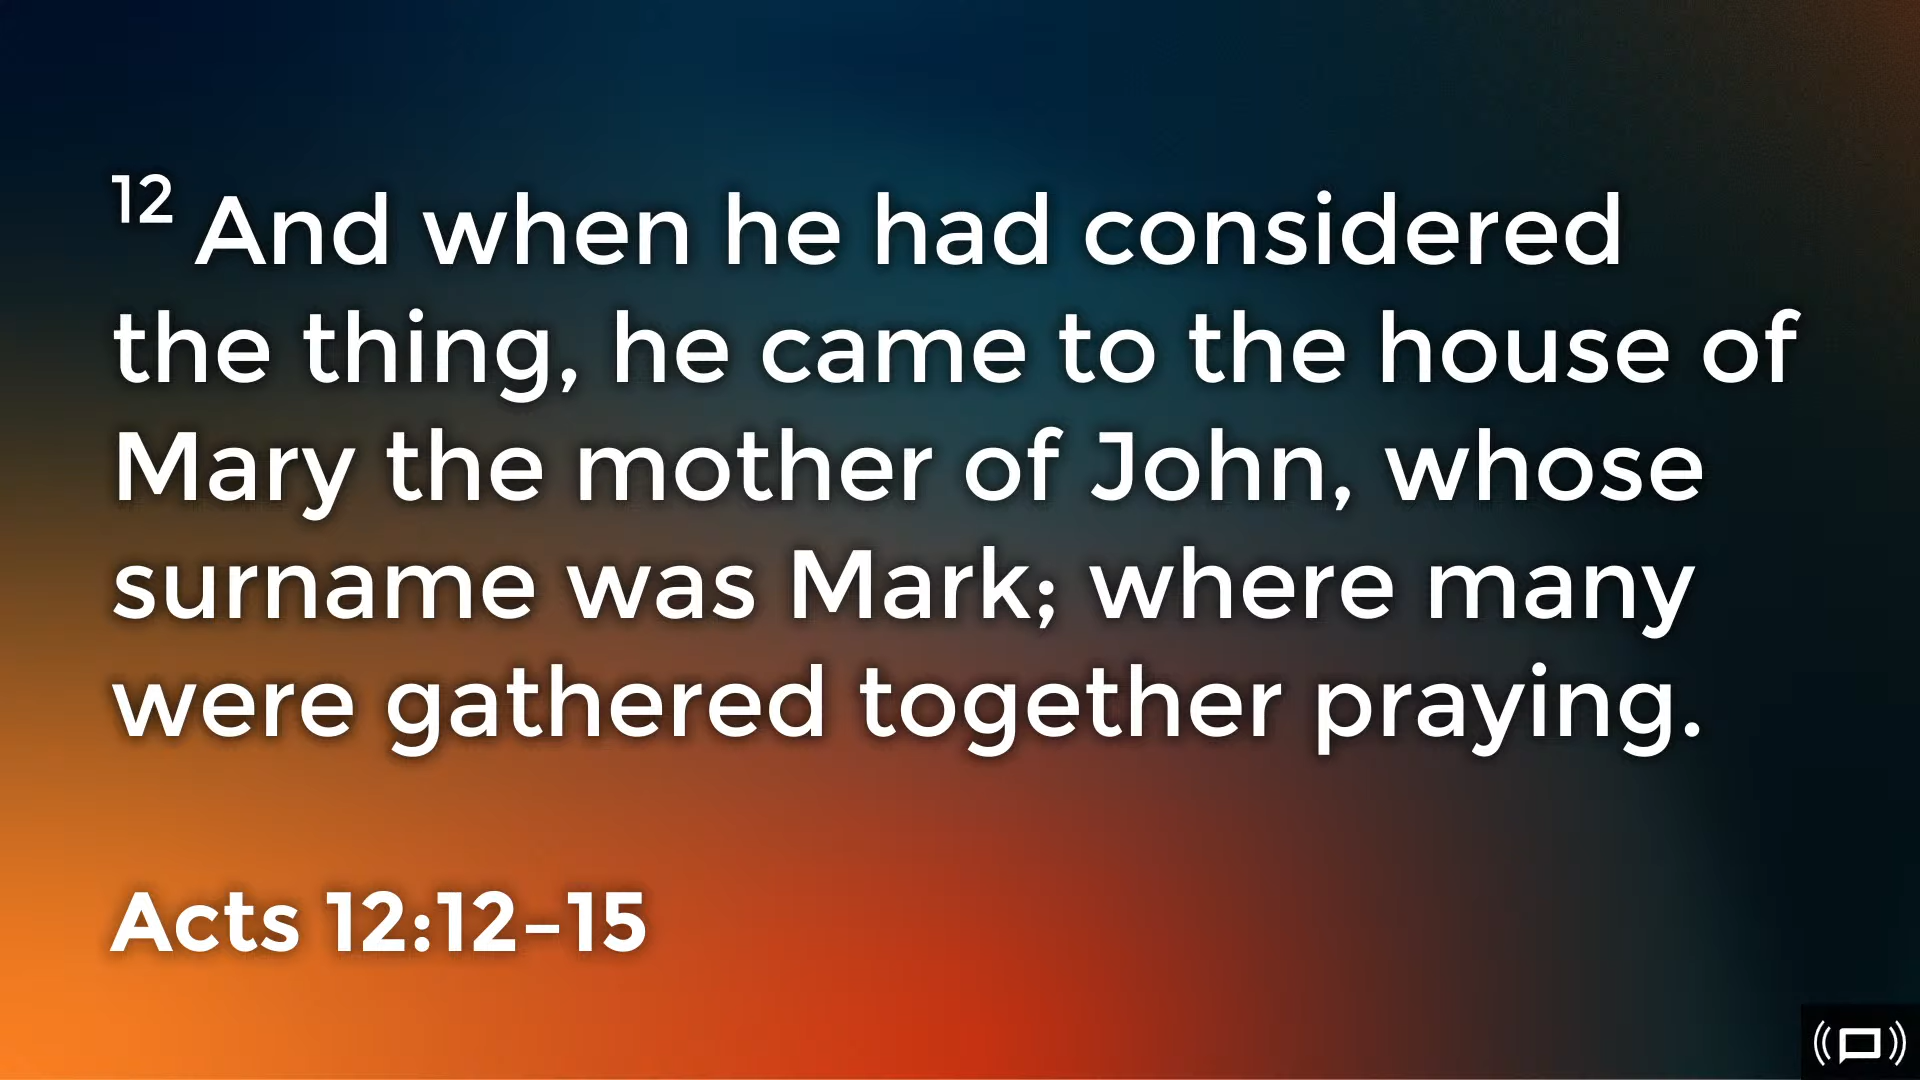 12 And when he had considered
the thing, he came to the house of
Mary the mother of John, whose
surname was Mark; where many
were gathered together praying.
Acts 12:12–15